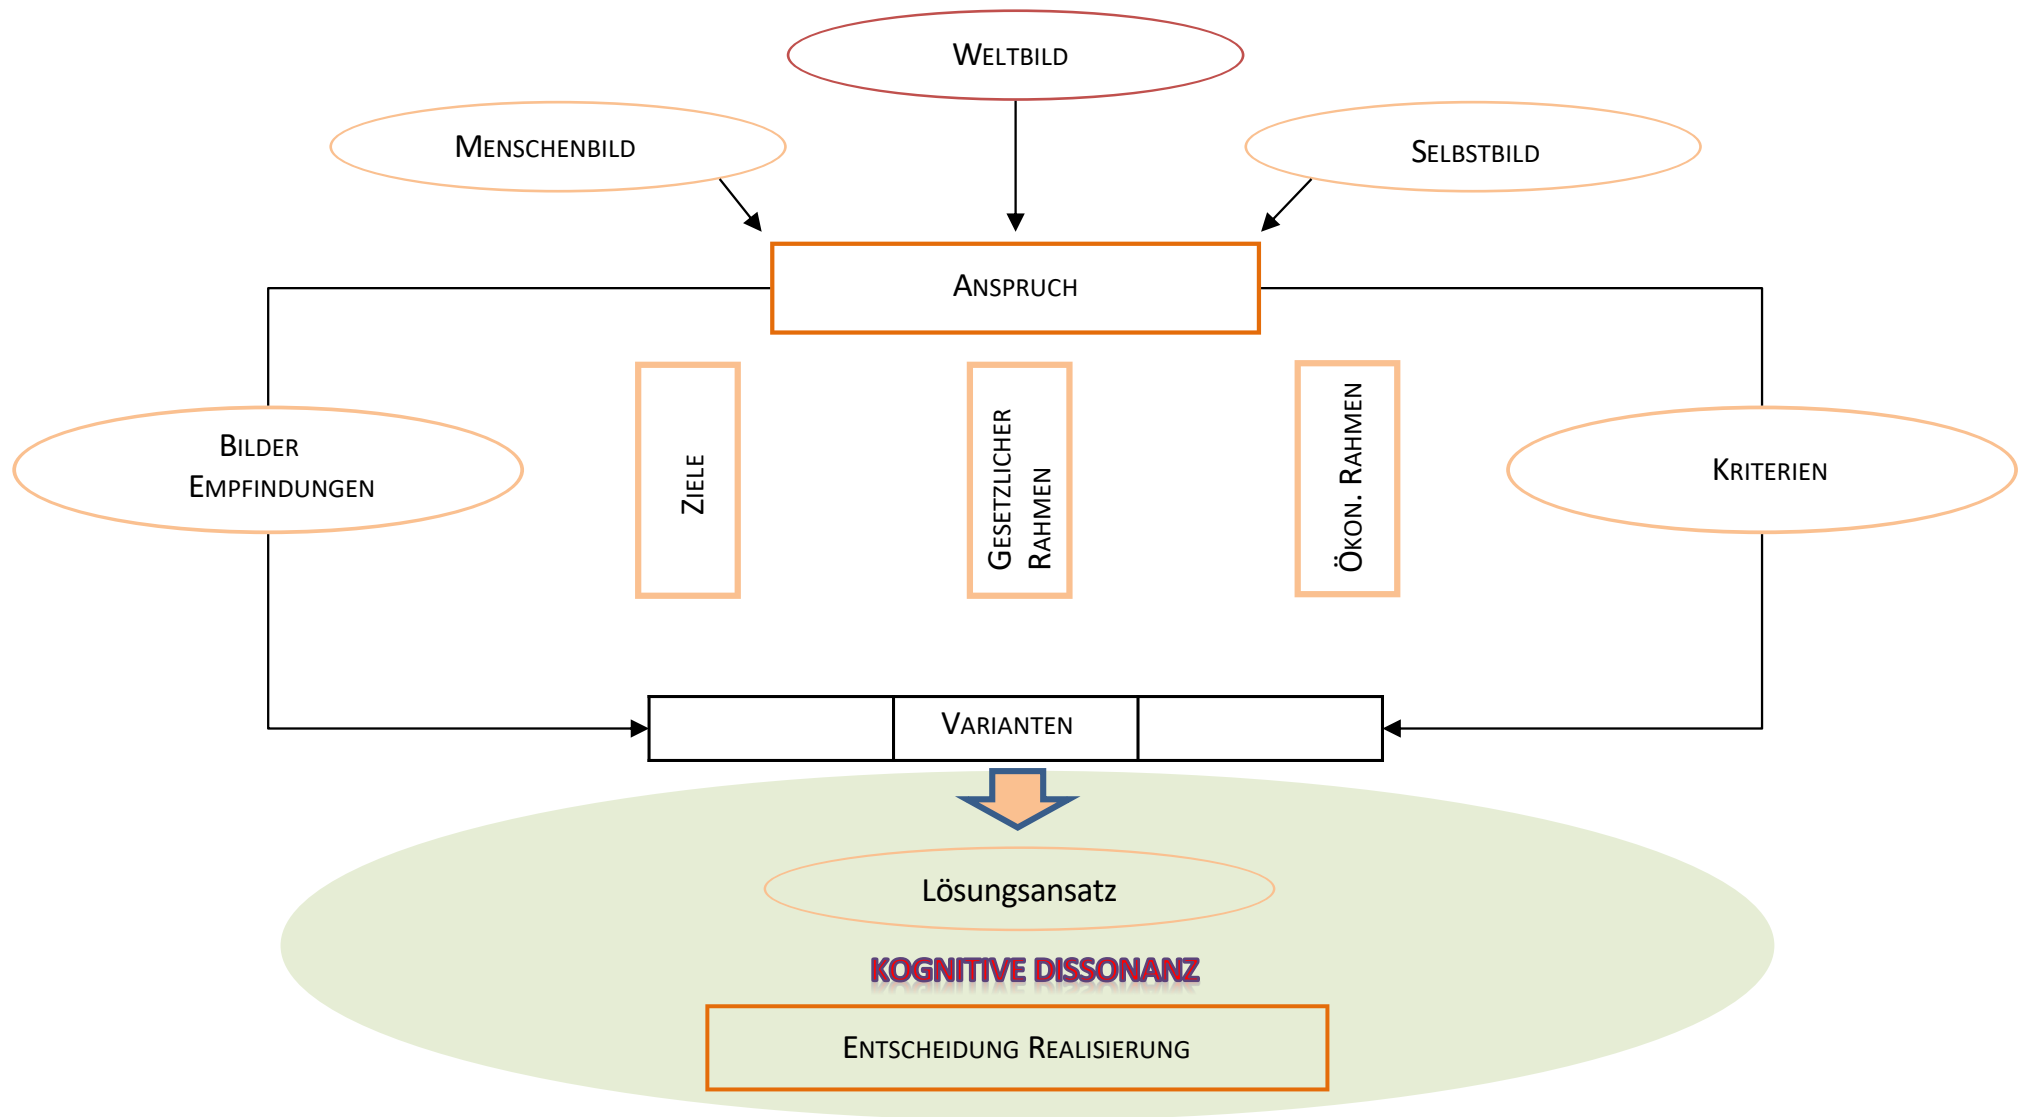 WELTBILD
MENSCHENBILD
SELBSTBILD
ANSPRUCH
BILDER
EMPFINDUNGEN
ZIELE
GESETZLICHER
RAHMEN
ÖKON. RAHMEN
KRITERIEN
VARIANTEN
Lösungsansatz
KOGNITIVE DISSONANZ
ENTSCHEIDUNG REALISIERUNG